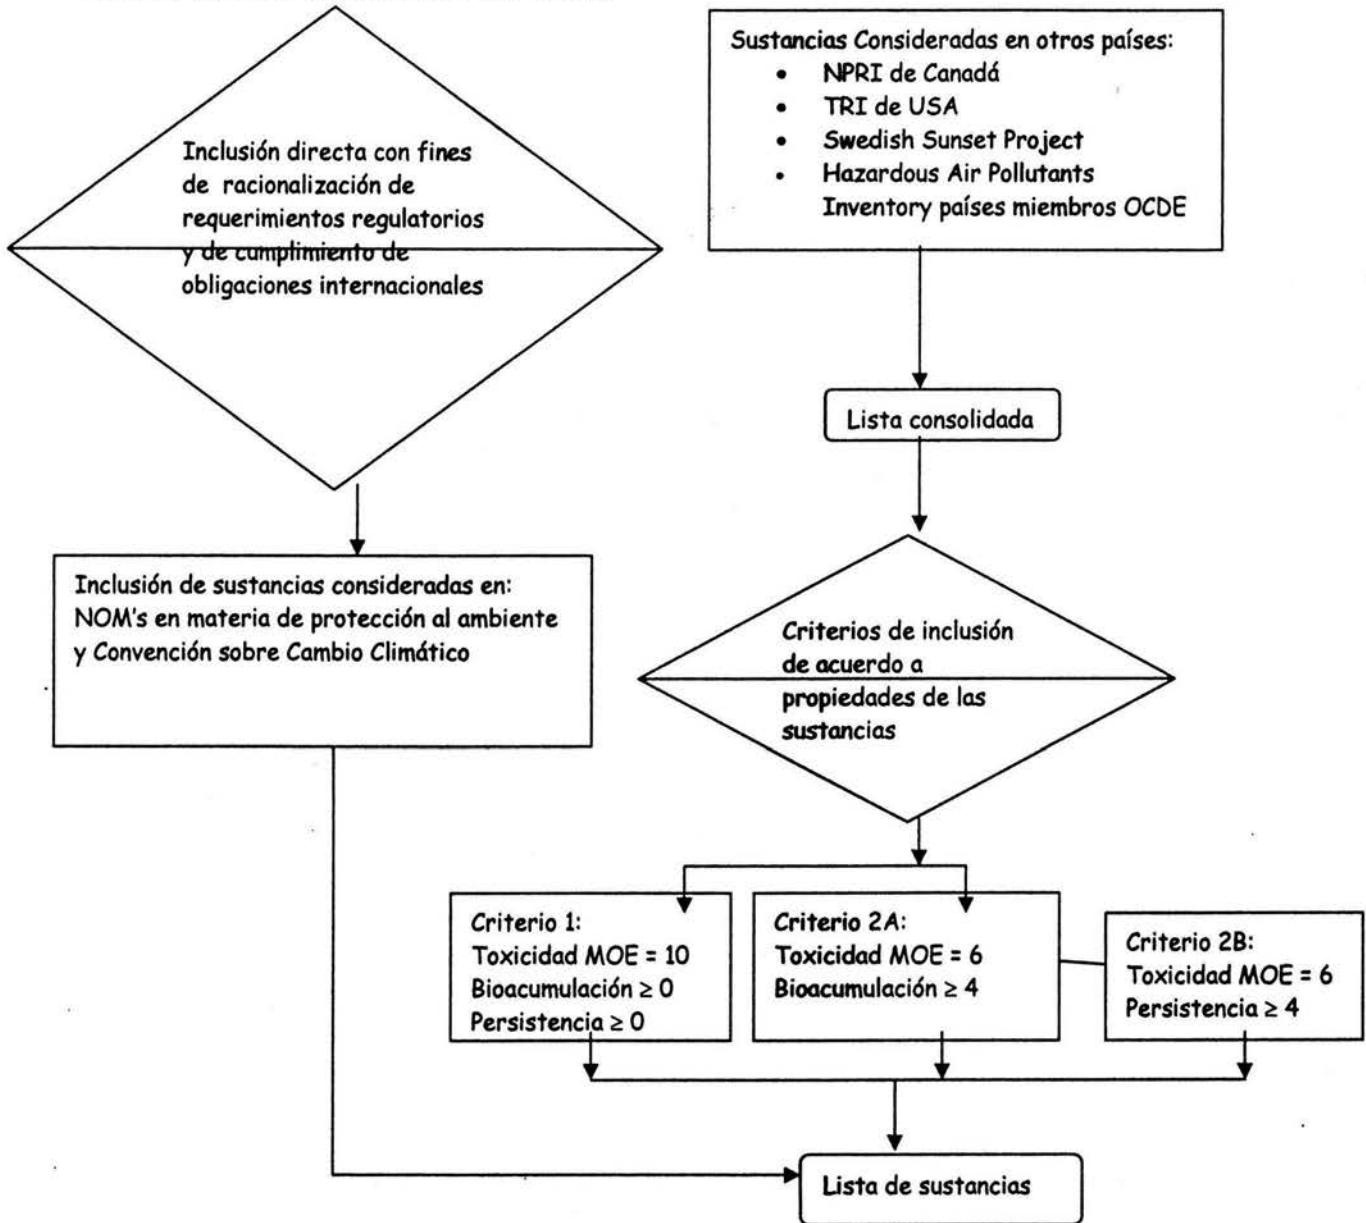 Inclusión directa con fines
de racionalización de
requerimientos regulatorios
y de cumplimiento de
obligaciones internacionales
Sustancias Consideradas en otros países:
• NPRI de Canadá
• TRI de USA
• Swedish Sunset Project
• Hazardous Air Pollutants
Inventory países miembros OCDE
Lista consolidada
Inclusión de sustancias consideradas en:
NOM's en materia de protección al ambiente
y Convención sobre Cambio Climático
Criterios de inclusión
de acuerdo a
propiedades de las
sustancias
Criterio 1:
Toxicidad MOE = 10
Bioacumulación ≥ 0
Persistencia ≥ 0
Criterio 2A:
Toxicidad MOE = 6
Bioacumulación ≥ 4
Criterio 2B:
Toxicidad MOE = 6
Persistencia ≥ 4
Lista de sustancias